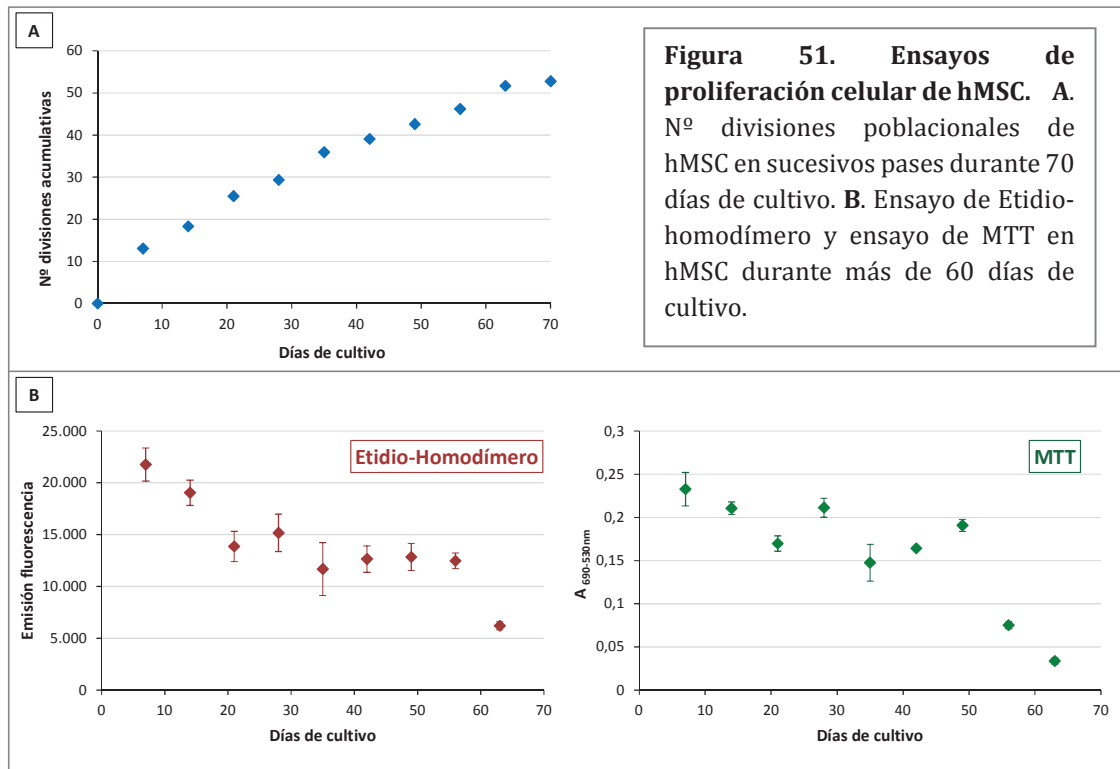 A
60
50
40
30
20
10
0
0 10 20 30 40 50 60 70
Nº divisiones acumulativas
Días de cultivo
Figura 51. Ensayos de
proliferación celular de hMSC. A.
Nº divisiones poblacionales de
hMSC en sucesivos pases durante 70
días de cultivo. B. Ensayo de Etidio-
homodímero y ensayo de MTT en
hMSC durante más de 60 días de
cultivo.
B
25.000
20.000
15.000
10.000
5.000
0
0 10 20 30 40 50 60 70
Emisión fluorescencia
Días de cultivo
Etidio-Homodímero
0,3
0,25
0,2
0,15
0,1
0,05
0
0 10 20 30 40 50 60 70
A 690-530nm
Días de cultivo
MTT